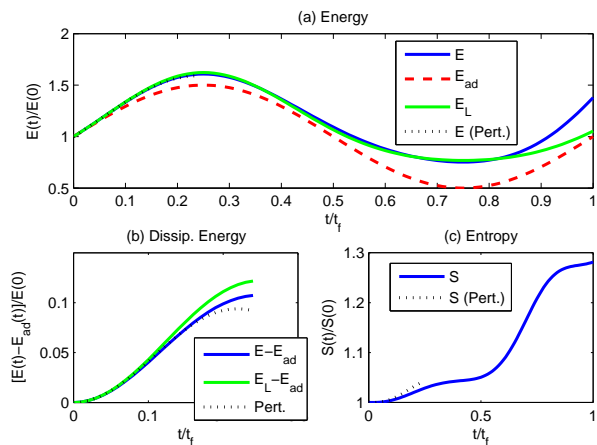 (a) Energy
E(t)/E(0)
2
1.5
1
0.5
0 0.1 0.2 0.3 0.4 0.5 0.6 0.7 0.8 0.9 1
t/t_f
E
E_ad
E_L
E (Pert.)
(b) Dissip. Energy
[E(t)−E_ad(t)]/E(0)
0.1
0.05
0
0 0.1 0.2
t/t_f
E−E_ad
E_L−E_ad
Pert.
(c) Entropy
S(t)/S(0)
1.3
1.2
1.1
1
0 0.5 1
t/t_f
S
S (Pert.)